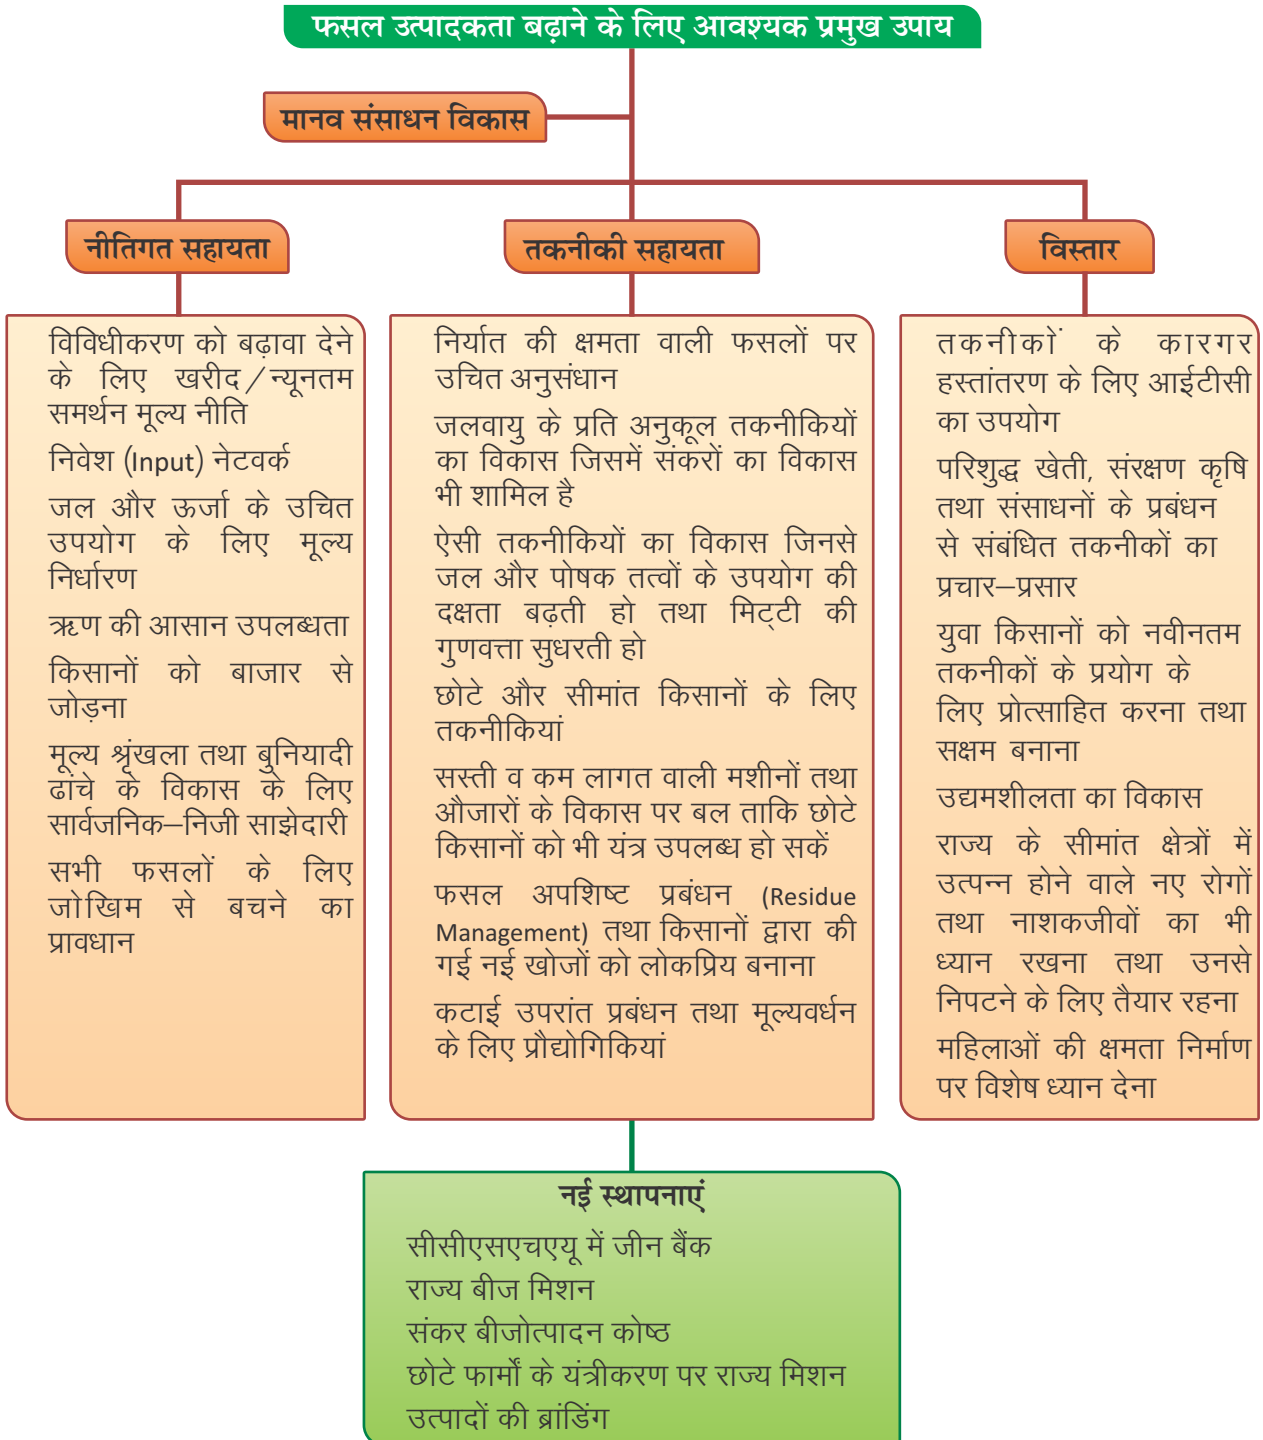 फसल उत्पादकता बढ़ाने के लिए आवश्यक प्रमुख उपाय
मानव संसाधन विकास
नीतिगत सहायता
विविधीकरण को बढ़ावा देने
के लिए खरीद/न्यूनतम
समर्थन मूल्य नीति
निवेश (Input) नेटवर्क
जल और ऊर्जा के उचित
उपयोग के लिए मूल्य
निर्धारण
ऋण की आसान उपलब्धता
किसानों को बाजार से
जोड़ना
मूल्य श्रृंखला तथा बुनियादी
ढांचे के विकास के लिए
सार्वजनिक–निजी साझेदारी
सभी फसलों के लिए
जोखिम से बचने का
प्रावधान
तकनीकी सहायता
निर्यात की क्षमता वाली फसलों पर
उचित अनुसंधान
जलवायु के प्रति अनुकूल तकनीकियों
का विकास जिसमें संकरों का विकास
भी शामिल है
ऐसी तकनीकियों का विकास जिनसे
जल और पोषक तत्वों के उपयोग की
दक्षता बढ़ती हो तथा मिट्टी की
गुणवत्ता सुधरती हो
छोटे और सीमांत किसानों के लिए
तकनीकियां
सस्ती व कम लागत वाली मशीनों तथा
औजारों के विकास पर बल ताकि छोटे
किसानों को भी यंत्र उपलब्ध हो सकें
फसल अपशिष्ट प्रबंधन (Residue
Management) तथा किसानों द्वारा की
गई नई खोजों को लोकप्रिय बनाना
कटाई उपरांत प्रबंधन तथा मूल्यवर्धन
के लिए प्रौद्योगिकियां
विस्तार
तकनीकों के कारगर
हस्तांतरण के लिए आईटीसी
का उपयोग
परिशुद्ध खेती, संरक्षण कृषि
तथा संसाधनों के प्रबंधन
से संबंधित तकनीकों का
प्रचार–प्रसार
युवा किसानों को नवीनतम
तकनीकों के प्रयोग के
लिए प्रोत्साहित करना तथा
सक्षम बनाना
उद्यमशीलता का विकास
राज्य के सीमांत क्षेत्रों में
उत्पन्न होने वाले नए रोगों
तथा नाशकजीवों का भी
ध्यान रखना तथा उनसे
निपटने के लिए तैयार रहना
महिलाओं की क्षमता निर्माण
पर विशेष ध्यान देना
नई स्थापनाएं
सीसीएसएचएयू में जीन बैंक
राज्य बीज मिशन
संकर बीजोत्पादन कोष्ठ
छोटे फार्मों के यंत्रीकरण पर राज्य मिशन
उत्पादों की ब्रांडिंग